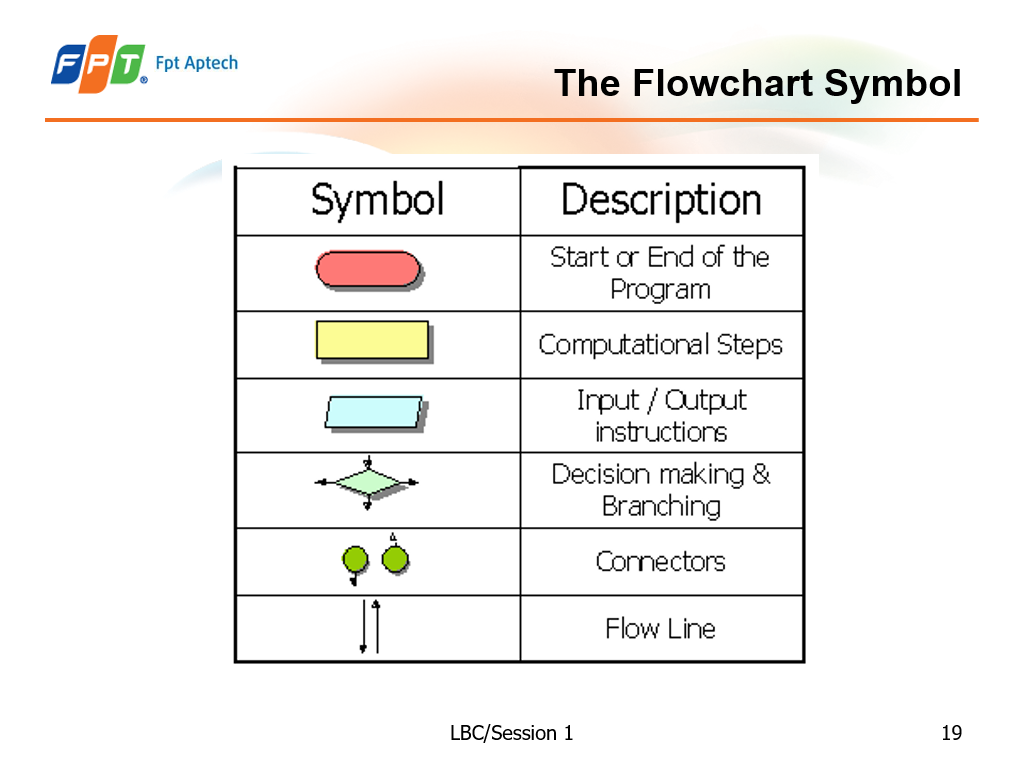 FPT® Fpt Aptech
The Flowchart Symbol
Symbol
Description
Start or End of the
Program
Computational Steps
Input / Output
instructions
Decision making &
Branching
Connectors
Flow Line
LBC/Session 1
19